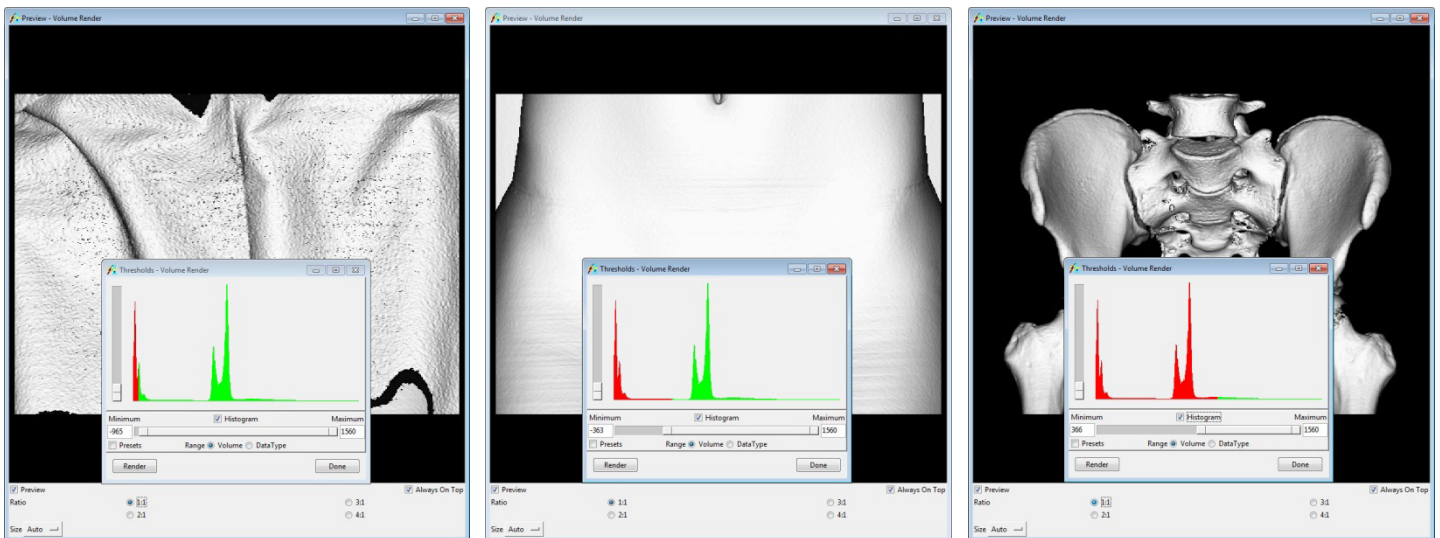 Preview - Volume Render
Thresholds - Volume Render
Minimum Histogram Maximum
-965 1560
Presets Range Volume DataType
Render Done
Preview Always On Top
Ratio 1:1 3:1
2:1 4:1
Size Auto
Preview - Volume Render
Thresholds - Volume Render
Minimum Histogram Maximum
-363 1560
Presets Range Volume DataType
Render Done
Preview Always On Top
Ratio 1:1 3:1
2:1 4:1
Size Auto
Preview - Volume Render
Thresholds - Volume Render
Minimum Histogram Maximum
366 1560
Presets Range Volume DataType
Render Done
Preview Always On Top
Ratio 1:1 3:1
2:1 4:1
Size Auto